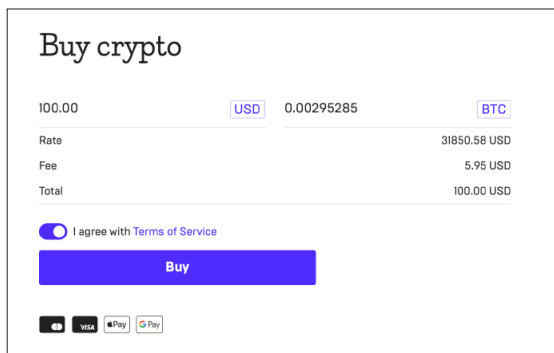 Buy crypto
100.00 USD 0.00295285 BTC
Rate 31850.58 USD
Fee 5.95 USD
Total 100.00 USD
I agree with Terms of Service
Buy
VISA Pay G Pay